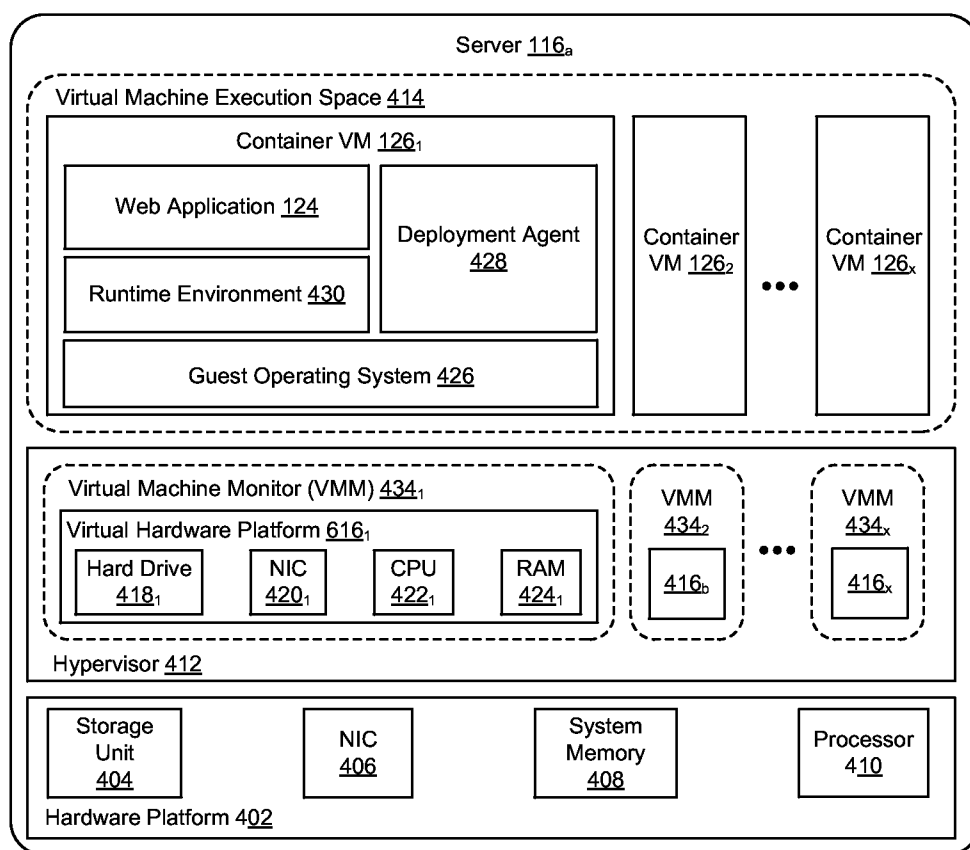 Server 116a
Virtual Machine Execution Space 414
Container VM 1261
Web Application 124
Deployment Agent
428
Runtime Environment 430
Guest Operating System 426
Container
VM 1262
•••
Container
VM 126x
Virtual Machine Monitor (VMM) 4341
Virtual Hardware Platform 6161
Hard Drive
4181
NIC
4201
CPU
4221
RAM
4241
VMM
4342
416b
•••
VMM
434x
416x
Hypervisor 412
Storage
Unit
404
NIC
406
System
Memory
408
Processor
410
Hardware Platform 402